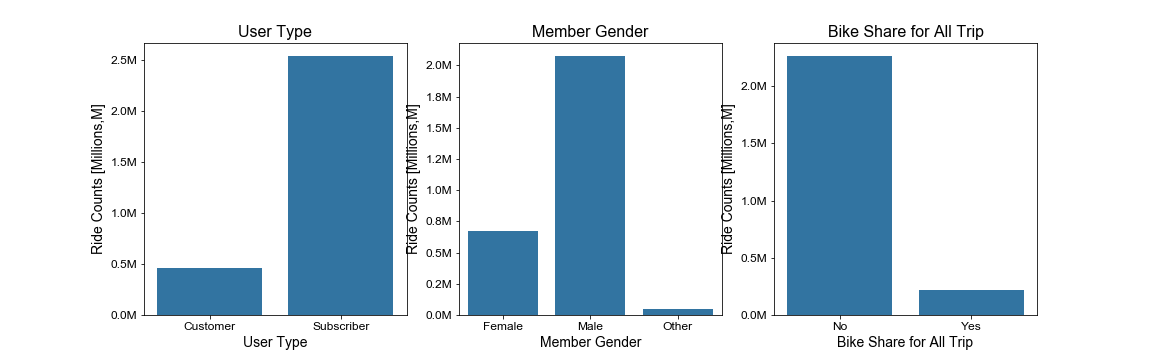 User Type
Ride Counts [Millions,M]
2.5M
2.0M
1.5M
1.0M
0.5M
0.0M
Customer
Subscriber
User Type
Member Gender
Ride Counts [Millions,M]
2.0M
1.8M
1.5M
1.2M
1.0M
0.8M
0.5M
0.2M
0.0M
Female
Male
Other
Member Gender
Bike Share for All Trip
Ride Counts [Millions,M]
2.0M
1.5M
1.0M
0.5M
0.0M
No
Yes
Bike Share for All Trip